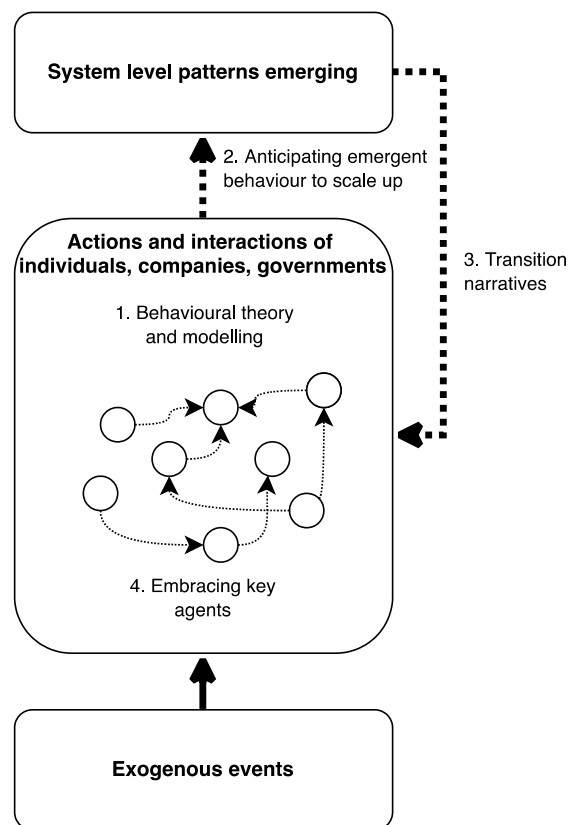 System level patterns emerging
2. Anticipating emergent
behaviour to scale up
Actions and interactions of
individuals, companies, governments
3. Transition
narratives
1. Behavioural theory
and modelling
4. Embracing key
agents
Exogenous events